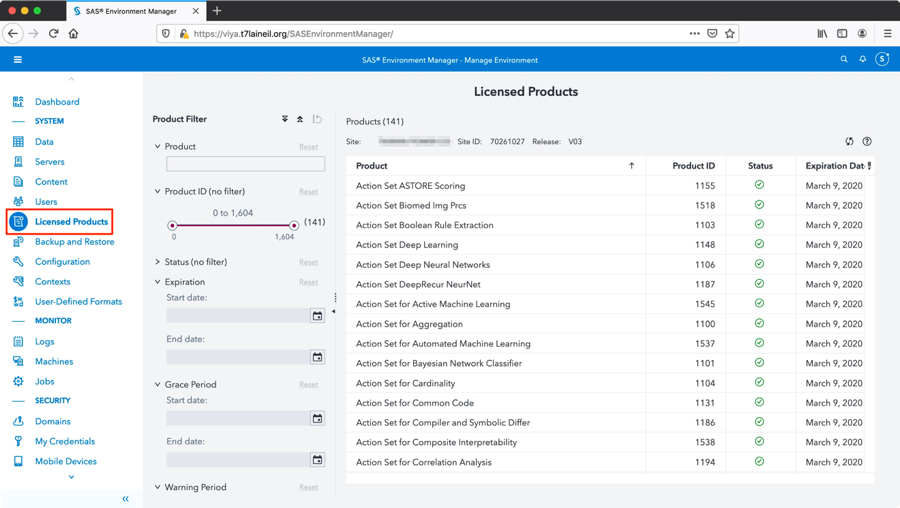 SAS® Environment Manager
https://viya.t7laineil.org/SASEnvironmentManager/
SAS® Environment Manager - Manage Environment
S
Licensed Products
Dashboard
SYSTEM
Data
Servers
Content
Users
Licensed Products
Backup and Restore
Configuration
Contexts
User-Defined Formats
MONITOR
Logs
Machines
Jobs
SECURITY
Domains
My Credentials
Mobile Devices
Product Filter
Product Reset
Product ID (no filter) Reset
0 to 1,604
(141)
0 1,604
Status (no filter) Reset
Expiration Reset
Start date:
End date:
Grace Period Reset
Start date:
End date:
Warning Period Reset
Products (141)
Site: Site ID: 70261027 Release: V03
Product Product ID Status Expiration Dat
Action Set ASTORE Scoring 1155 March 9, 2020
Action Set Biomed Img Prcs 1518 March 9, 2020
Action Set Boolean Rule Extraction 1103 March 9, 2020
Action Set Deep Learning 1148 March 9, 2020
Action Set Deep Neural Networks 1106 March 9, 2020
Action Set DeepRecur NeurNet 1187 March 9, 2020
Action Set for Active Machine Learning 1545 March 9, 2020
Action Set for Aggregation 1100 March 9, 2020
Action Set for Automated Machine Learning 1537 March 9, 2020
Action Set for Bayesian Network Classifier 1101 March 9, 2020
Action Set for Cardinality 1104 March 9, 2020
Action Set for Common Code 1131 March 9, 2020
Action Set for Compiler and Symbolic Differ 1186 March 9, 2020
Action Set for Composite Interpretability 1538 March 9, 2020
Action Set for Correlation Analysis 1194 March 9, 2020